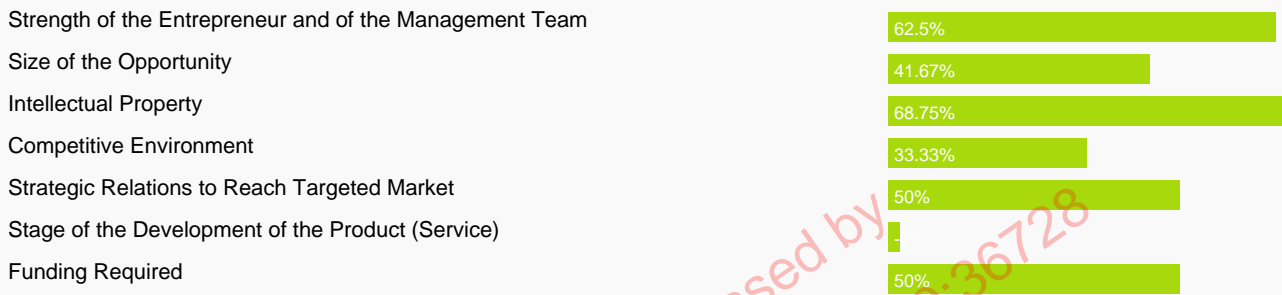 Strength of the Entrepreneur and of the Management Team 62.5%
Size of the Opportunity 41.67%
Intellectual Property 68.75%
Competitive Environment 33.33%
Strategic Relations to Reach Targeted Market 50%
Stage of the Development of the Product (Service)
Funding Required 50%